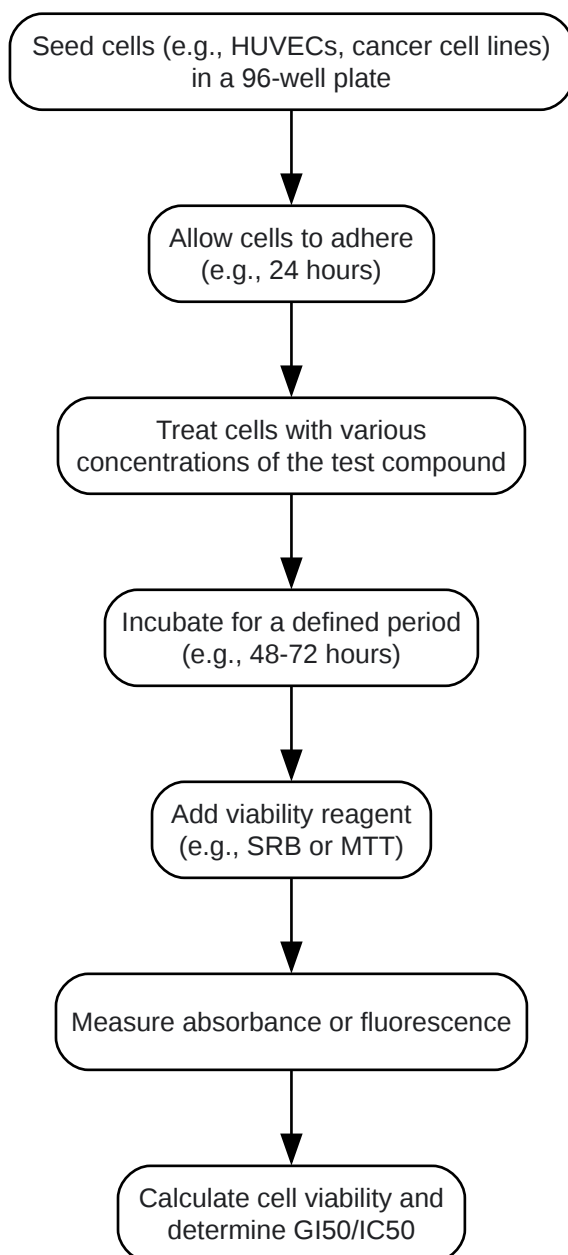 Seed cells (e.g., HUVECs, cancer cell lines)
in a 96-well plate
Allow cells to adhere
(e.g., 24 hours)
Treat cells with various
concentrations of the test compound
Incubate for a defined period
(e.g., 48-72 hours)
Add viability reagent
(e.g., SRB or MTT)
Measure absorbance or fluorescence
Calculate cell viability and
determine GI50/IC50